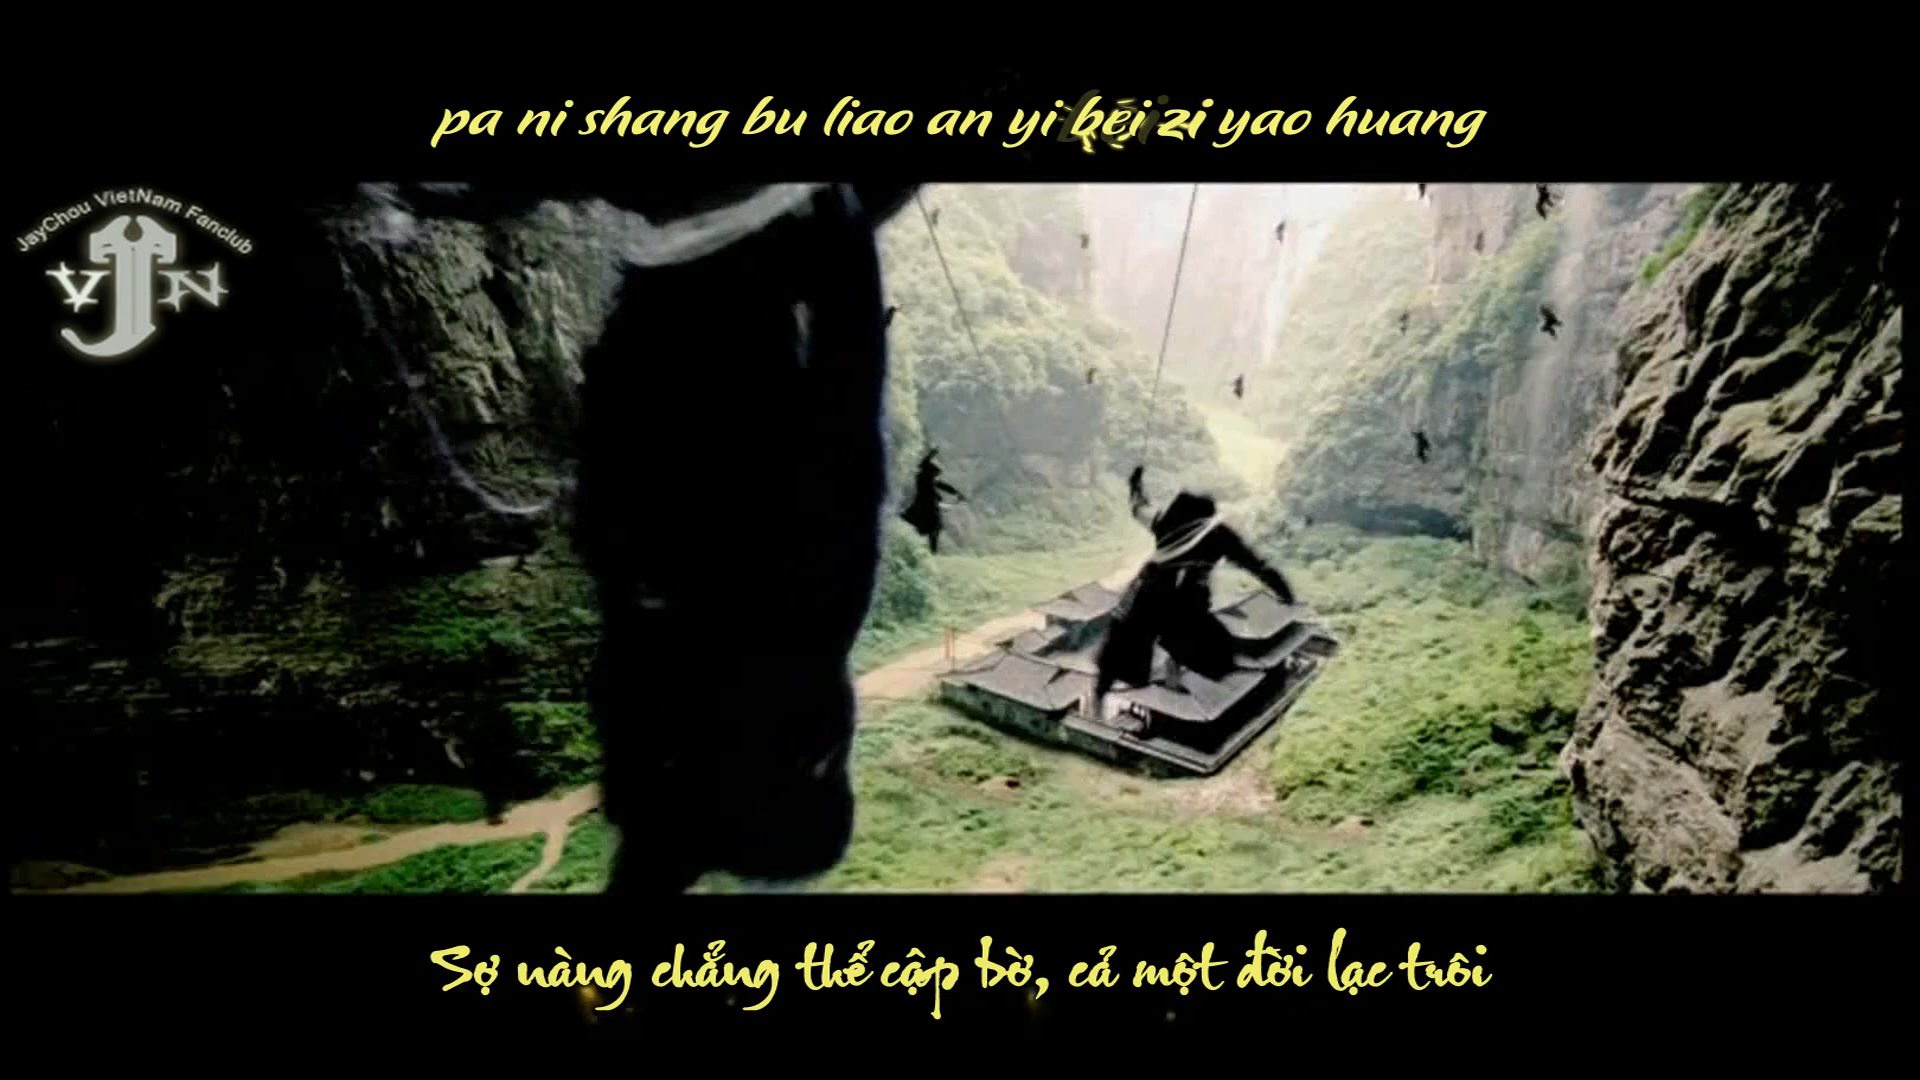 pa ni shang bu liao an yi bei zi yao huang
JayChou VietNam Fanclub
VJN
Sợ nàng chẳng thể cập bờ, cả một đời lạc trôi